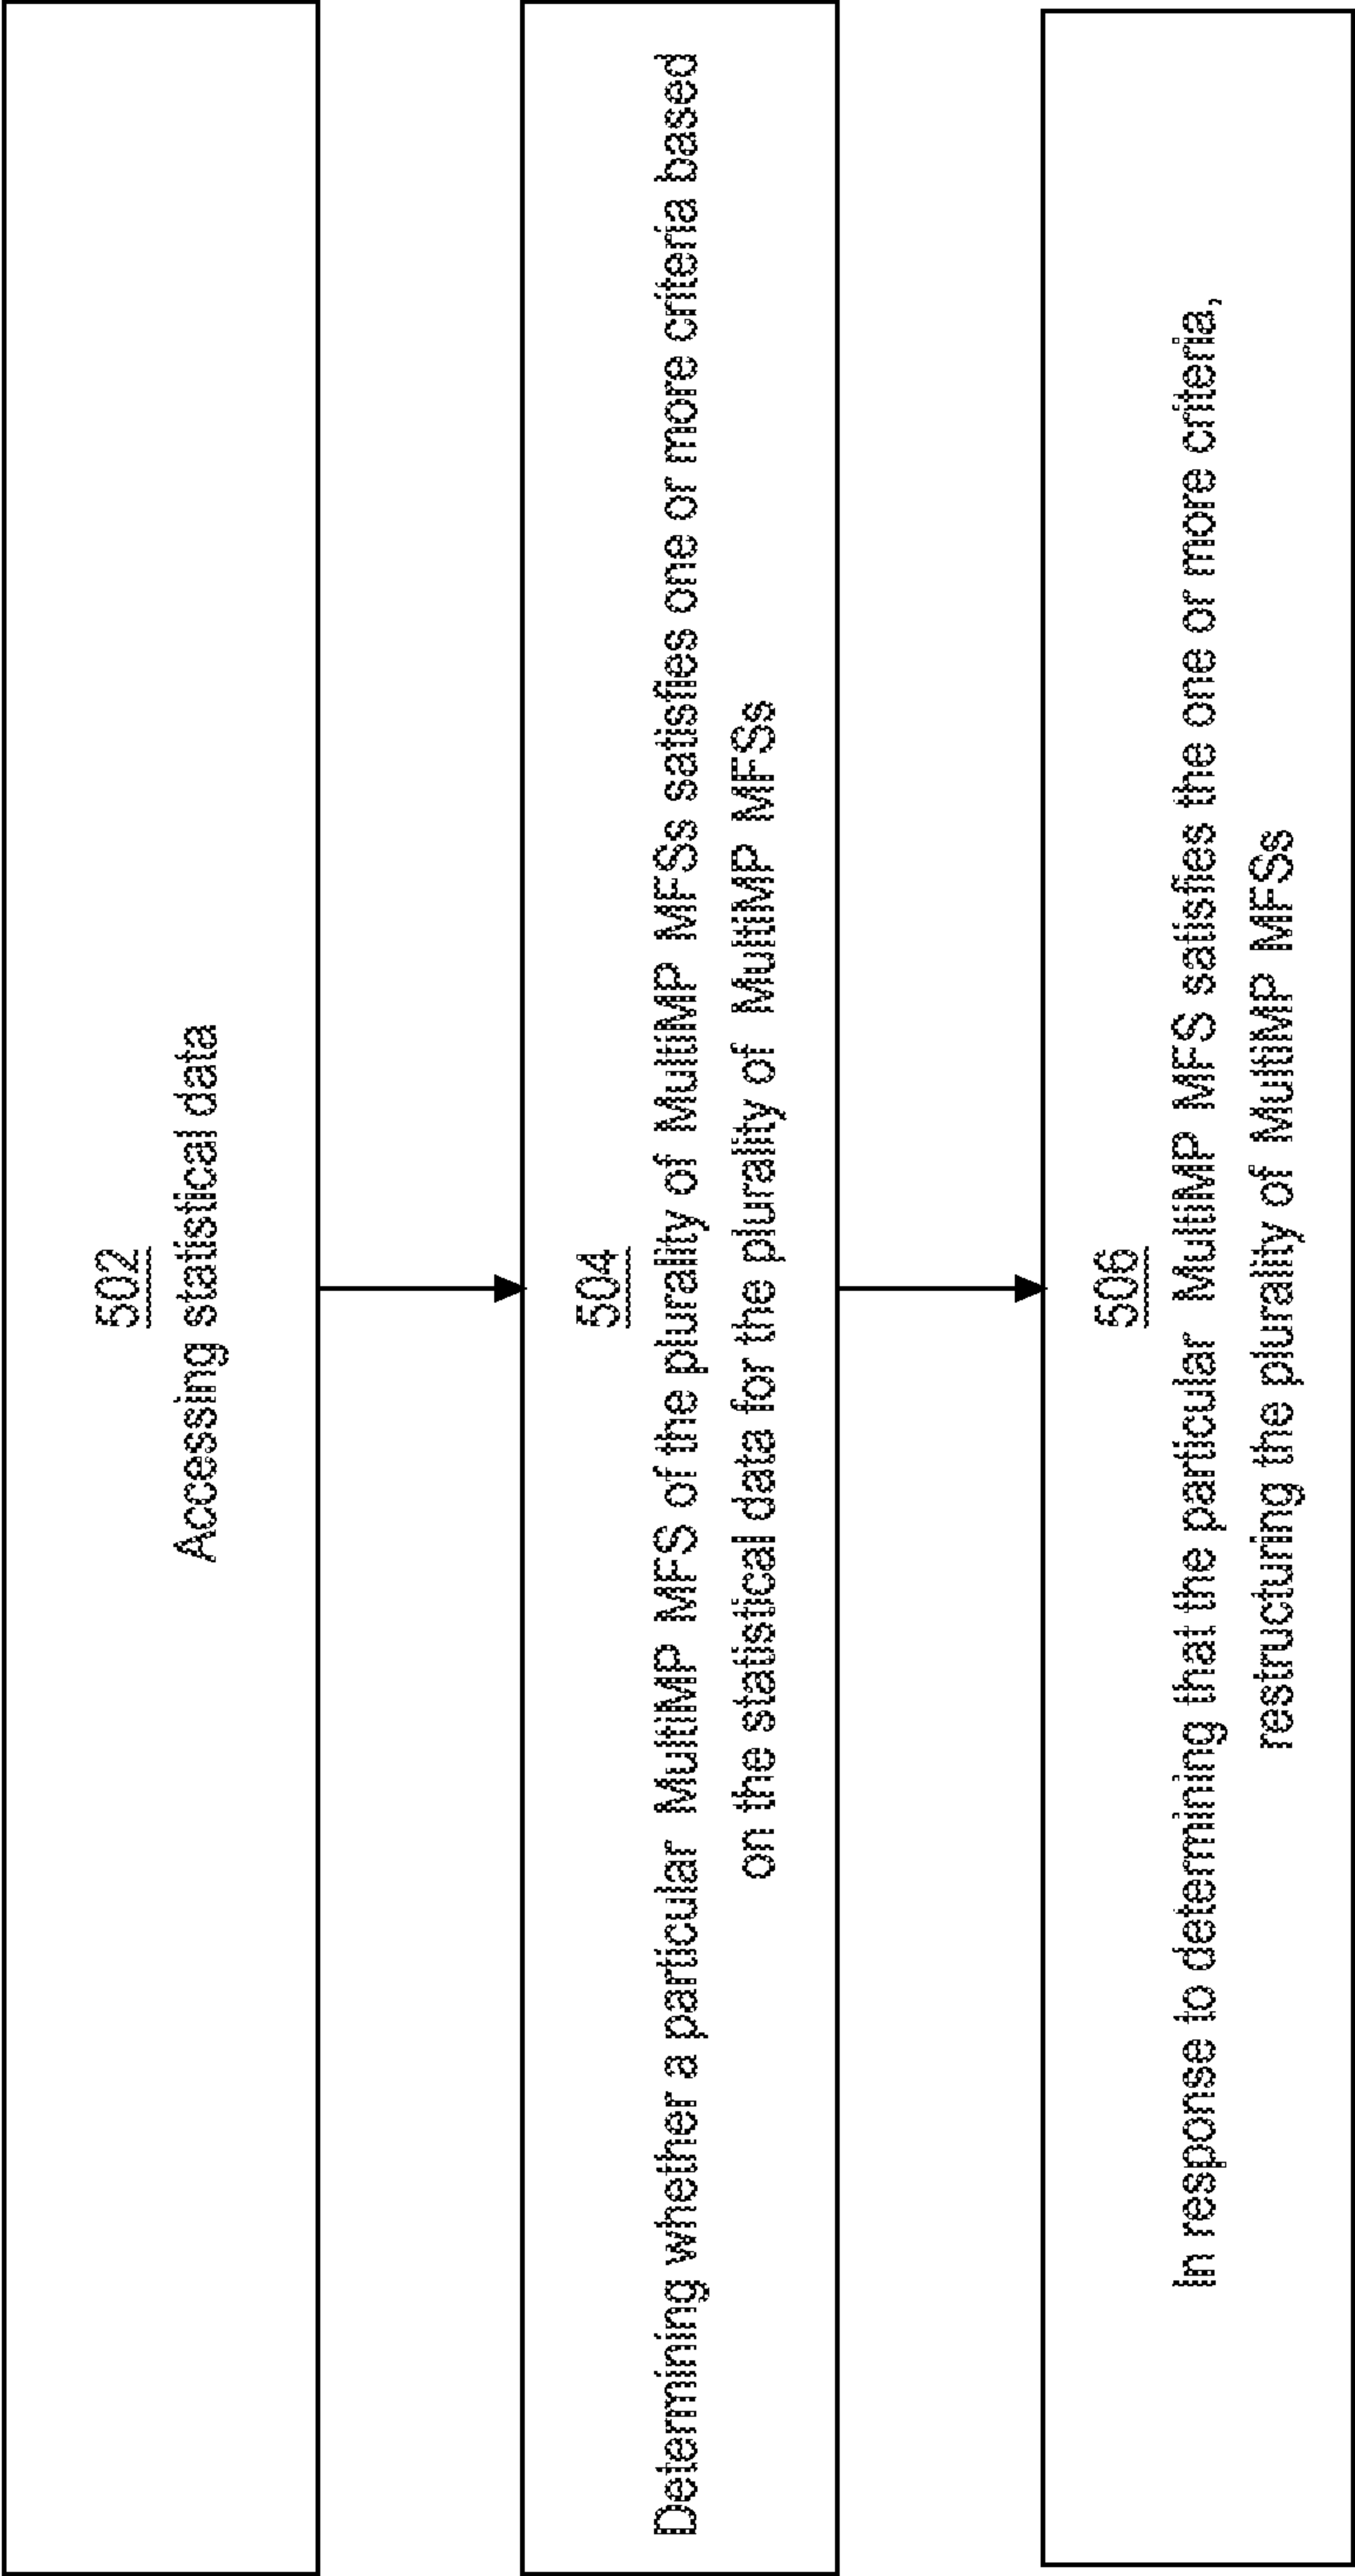 502
Accessing statistical data
504
Determining whether a particular MultiMP MFS of the plurality of MultiMP MFSs satisfies one or more criteria based
on the statistical data for the plurality of MultiMP MFSs
506
In response to determining that the particular MultiMP MFS satisfies the one or more criteria,
restructuring the plurality of MultiMP MFSs